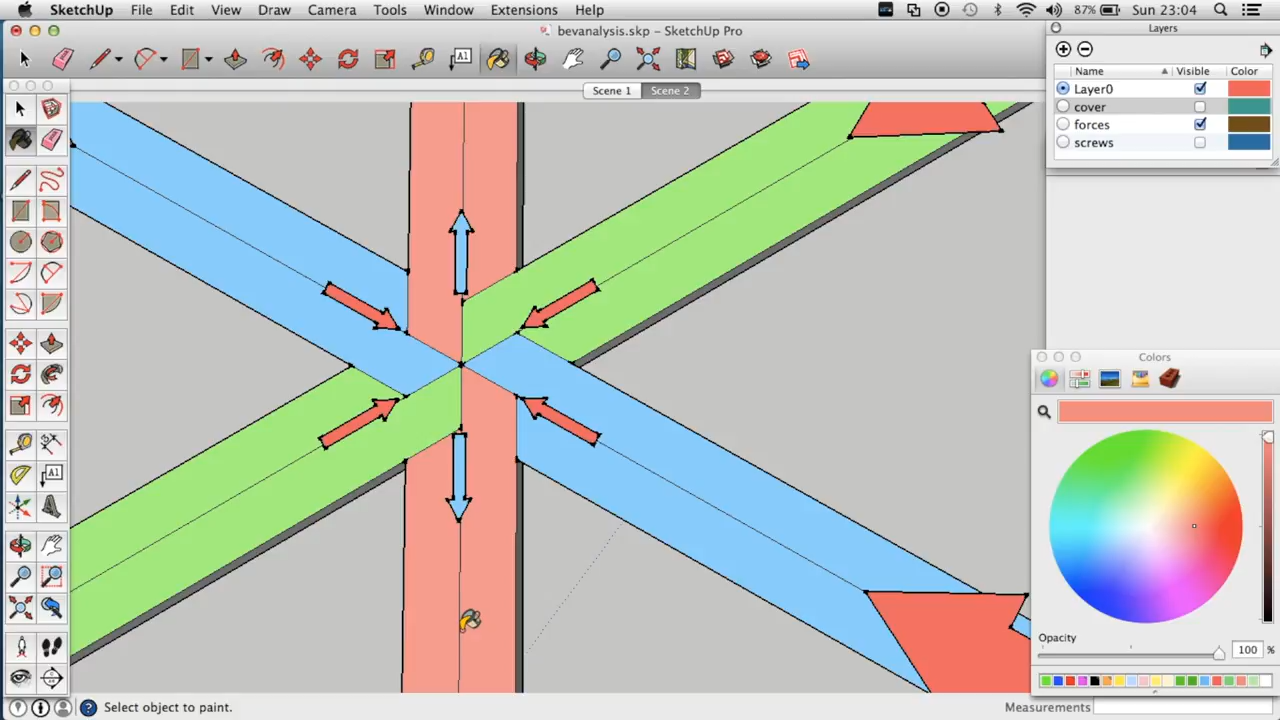 SketchUp File Edit View Draw Camera Tools Window Extensions Help 87% Sun 23:04
bevanalysis.skp – SketchUp Pro
Layers
A1
Name Visible Color
Scene 1 Scene 2
Layer0
cover
forces
screws
Colors
A1
Opacity
100 %
Select object to paint. Measurements